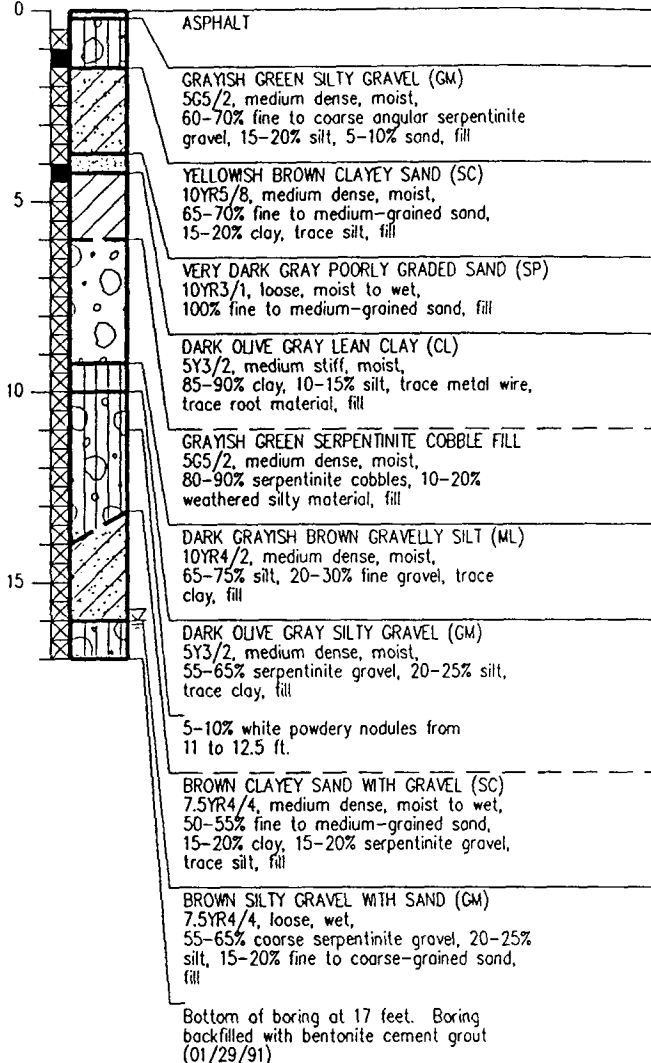 0
ASPHALT
GRAYISH GREEN SILTY GRAVEL (GM)
5G5/2, medium dense, moist,
60-70% fine to coarse angular serpentinite
gravel, 15-20% silt, 5-10% sand, fill
YELLOWISH BROWN CLAYEY SAND (SC)
10YR5/8, medium dense, moist,
65-70% fine to medium-grained sand,
15-20% clay, trace silt, fill
5
VERY DARK GRAY POORLY GRADED SAND (SP)
10YR3/1, loose, moist to wet,
100% fine to medium-grained sand, fill
DARK OLIVE GRAY LEAN CLAY (CL)
5Y3/2, medium stiff, moist,
85-90% clay, 10-15% silt, trace metal wire,
trace root material, fill
10
GRAYISH GREEN SERPENTINITE COBBLE FILL
5G5/2, medium dense, moist,
80-90% serpentinite cobbles, 10-20%
weathered silty material, fill
DARK GRAYISH BROWN GRAVELLY SILT (ML)
10YR4/2, medium dense, moist,
65-75% silt, 20-30% fine gravel, trace
clay, fill
15
DARK OLIVE GRAY SILTY GRAVEL (GM)
5Y3/2, medium dense, moist,
55-65% serpentinite gravel, 20-25% silt,
trace clay, fill
5-10% white powdery nodules from
11 to 12.5 ft.
BROWN CLAYEY SAND WITH GRAVEL (SC)
7.5YR4/4, medium dense, moist to wet,
50-55% fine to medium-grained sand,
15-20% clay, 15-20% serpentinite gravel,
trace silt, fill
BROWN SILTY GRAVEL WITH SAND (GM)
7.5YR4/4, loose, wet,
55-65% coarse serpentinite gravel, 20-25%
silt, 15-20% fine to coarse-grained sand,
fill
Bottom of boring at 17 feet. Boring
backfilled with bentonite cement grout
(01/29/91)